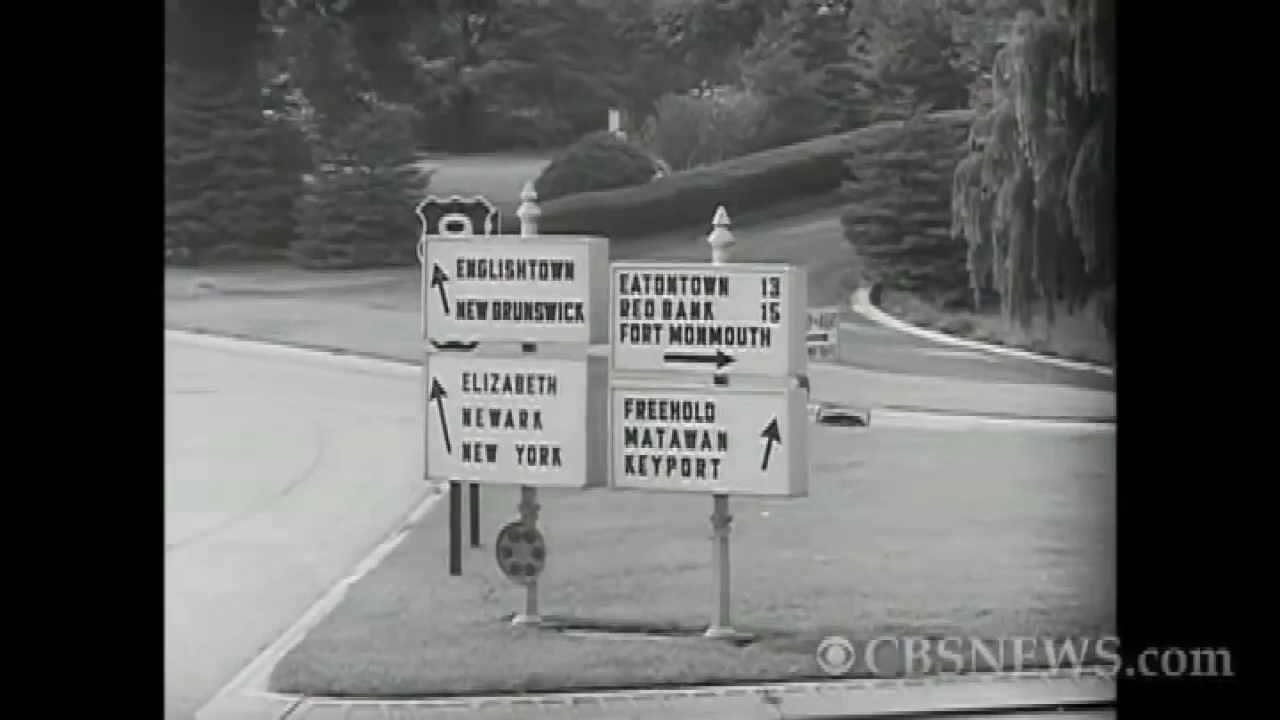 ENGLISHTOWN
NEW BRUNSWICK
ELIZABETH
NEWARK
NEW YORK
EATONTOWN 13
RED BANK 15
FORT MONMOUTH
FREEHOLD
MATAWAN
KEYPORT
CBSNEWS.com